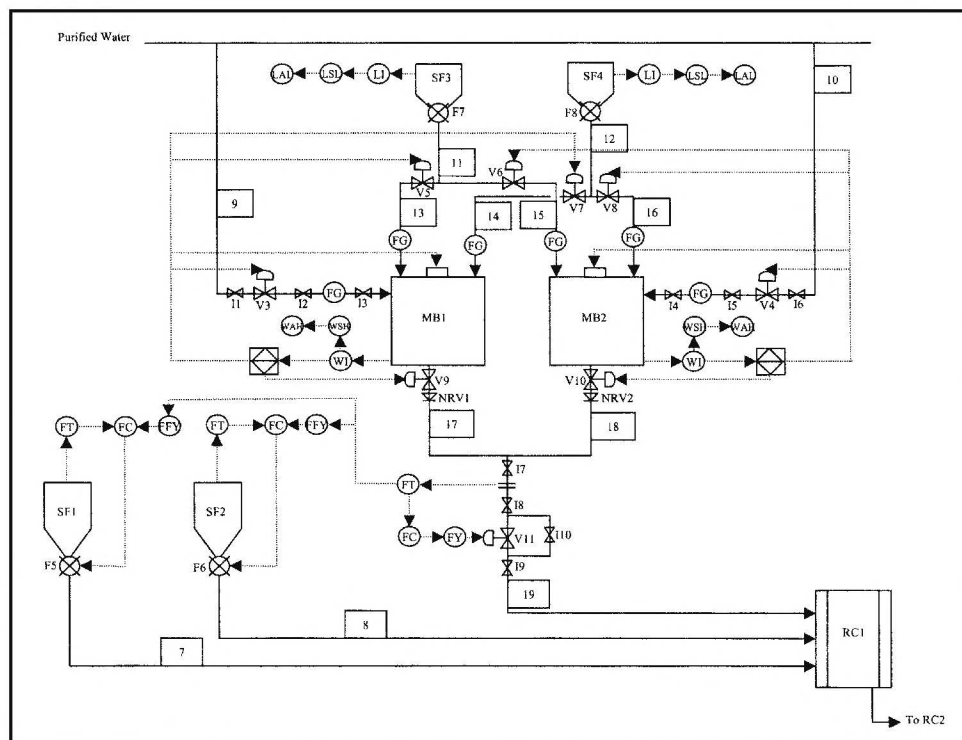 Purified Water
LAL LSL LI SF3 SF4 LI LSL LAL 10
F7 F8
12
11 V6
V5 V7 V8
9
13 14 15 16
FG FG FG FG
I1 V3 I2 FG I3 MB1 MB2 I4 FG I5 V4 I6
WAH WSH WSH WAH
WI WI
V9 V10
NRV1 NRV2
17 18
FT FC FFY FT FC FFY
I7
FT
SF1 SF2 I8
FC FY V11 I10
F5 F6 I9
19
8 RC1
7
To RC2